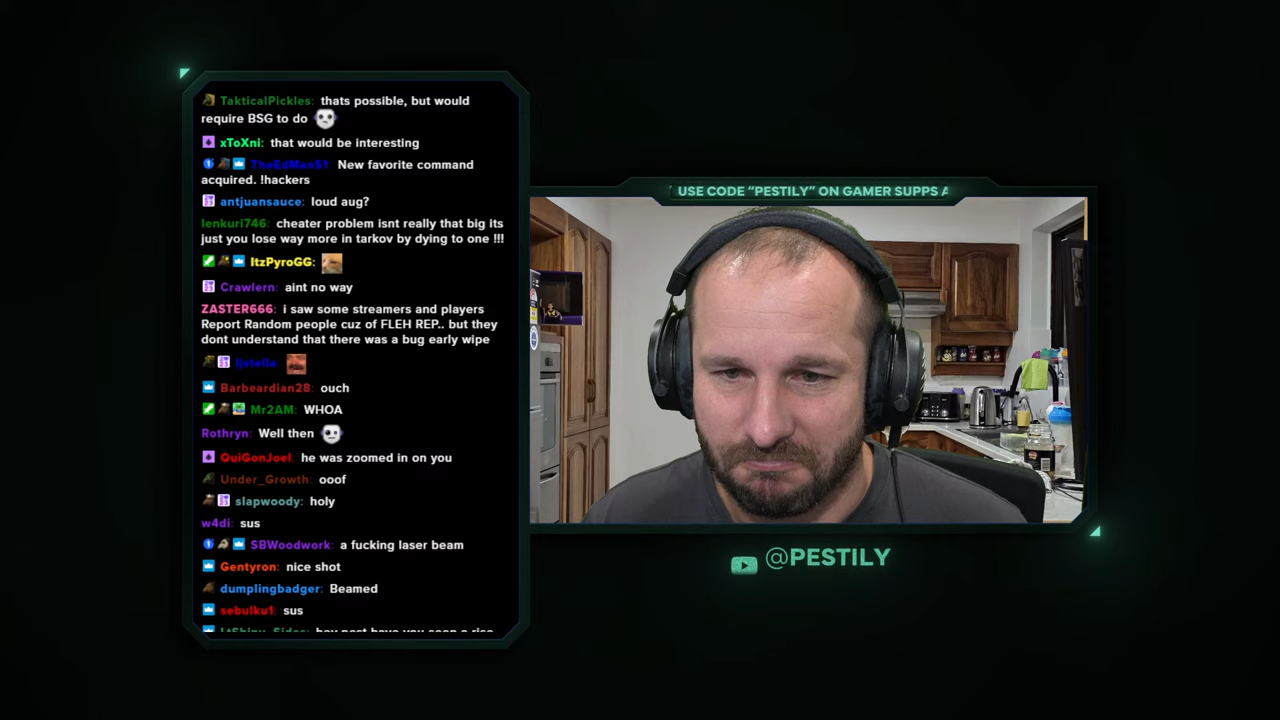 TakticalPickles: thats possible, but would
require BSG to do
xToXni: that would be interesting
TheEdMan51: New favorite command
acquired. !hackers
antjuansauce: loud aug?
lenkuri746: cheater problem isnt really that big its
just you lose way more in tarkov by dying to one !!!
ItzPyroGG:
Crawlern: aint no way
ZASTER666: i saw some streamers and players
Report Random people cuz of FLEH REP.. but they
dont understand that there was a bug early wipe
ljstella:
Barbeardian28: ouch
Mr2AM: WHOA
Rothryn: Well then
QuiGonJoel: he was zoomed in on you
Under_Growth: ooof
slapwoody: holy
w4di: sus
SBWoodwork: a fucking laser beam
Gentyron: nice shot
dumplingbadger: Beamed
sebulku1: sus
USE CODE "PESTILY" ON GAMER SUPPS A
@PESTILY